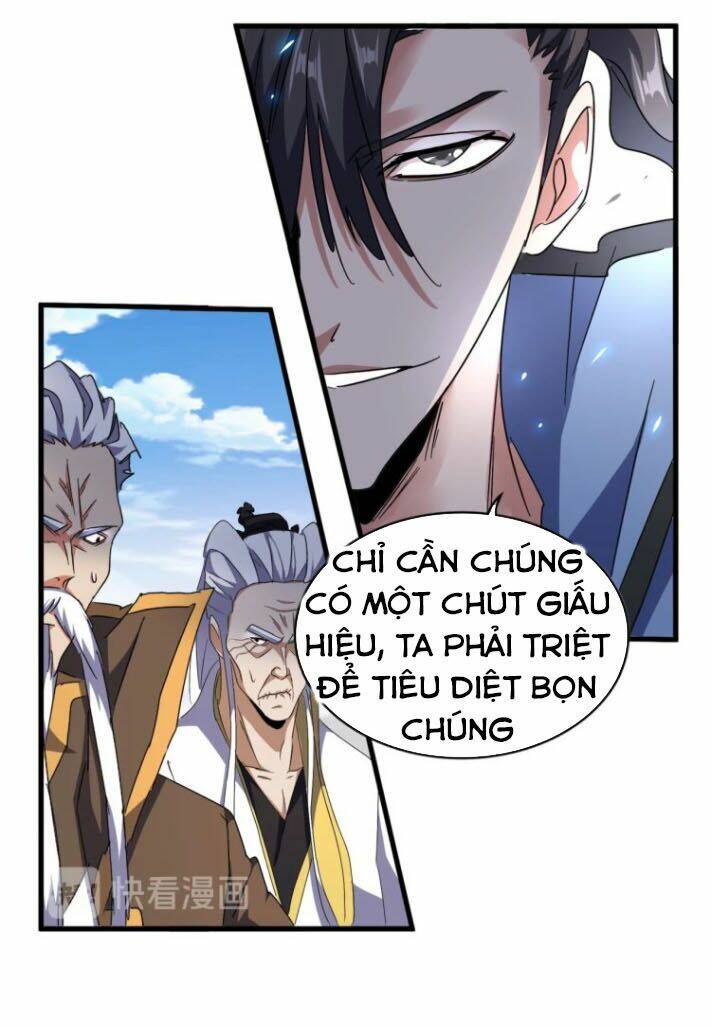 CHỈ CẦN CHÚNG
CÓ MỘT CHÚT GIẤU
HIỆU, TA PHẢI TRIỆT
ĐỂ TIÊU DIỆT BỌN
CHÚNG
快看漫画